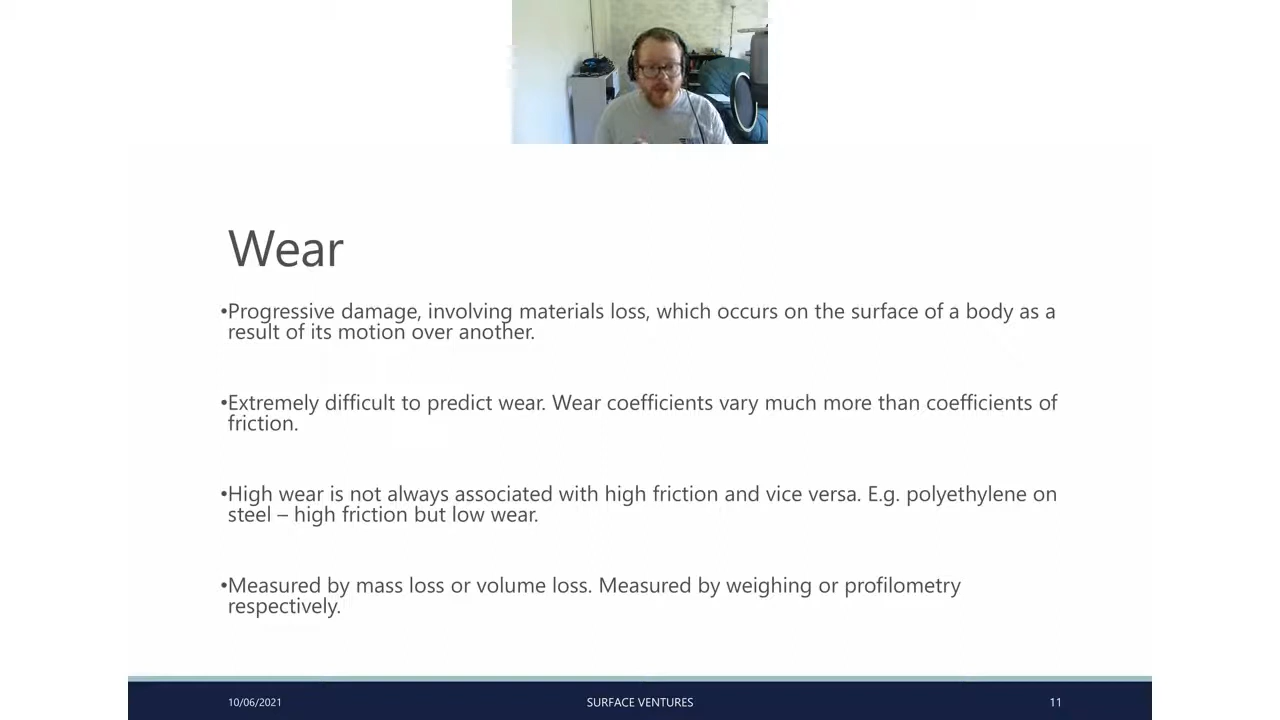 Wear
•Progressive damage, involving materials loss, which occurs on the surface of a body as a
result of its motion over another.
•Extremely difficult to predict wear. Wear coefficients vary much more than coefficients of
friction.
•High wear is not always associated with high friction and vice versa. E.g. polyethylene on
steel – high friction but low wear.
•Measured by mass loss or volume loss. Measured by weighing or profilometry
respectively.
10/06/2021
SURFACE VENTURES
11